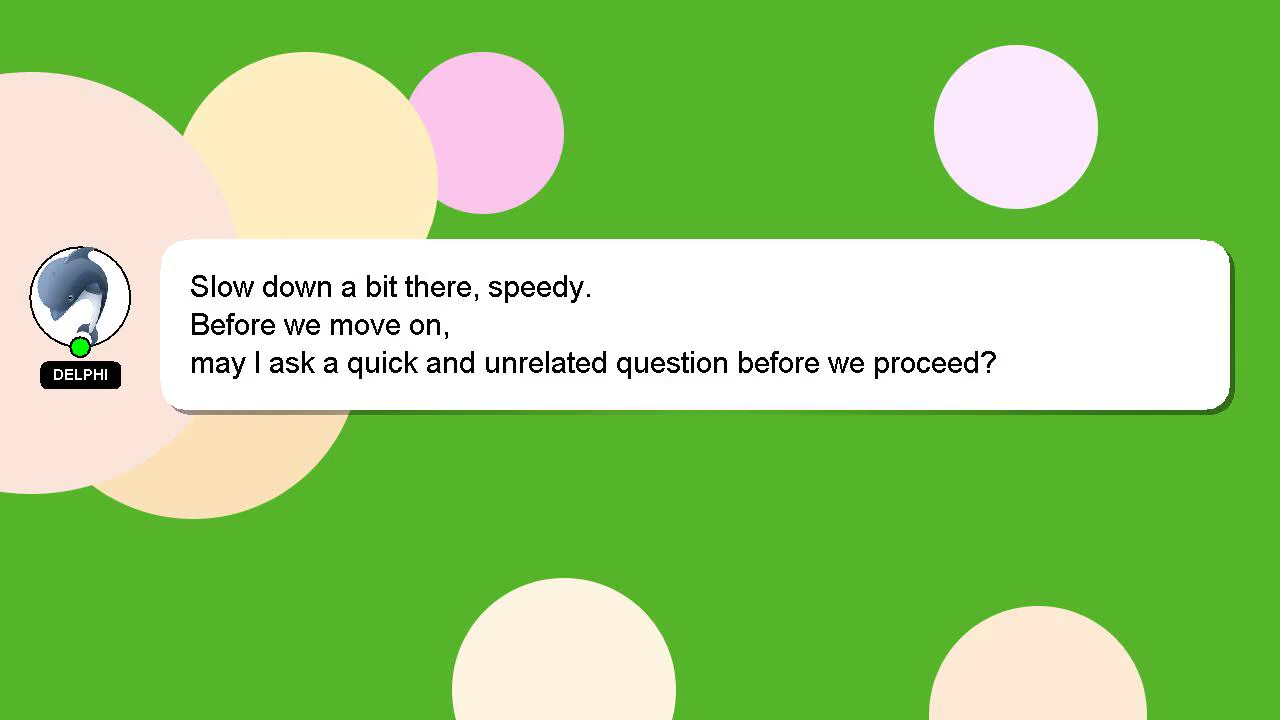 Slow down a bit there, speedy.
Before we move on,
may I ask a quick and unrelated question before we proceed?
DELPHI